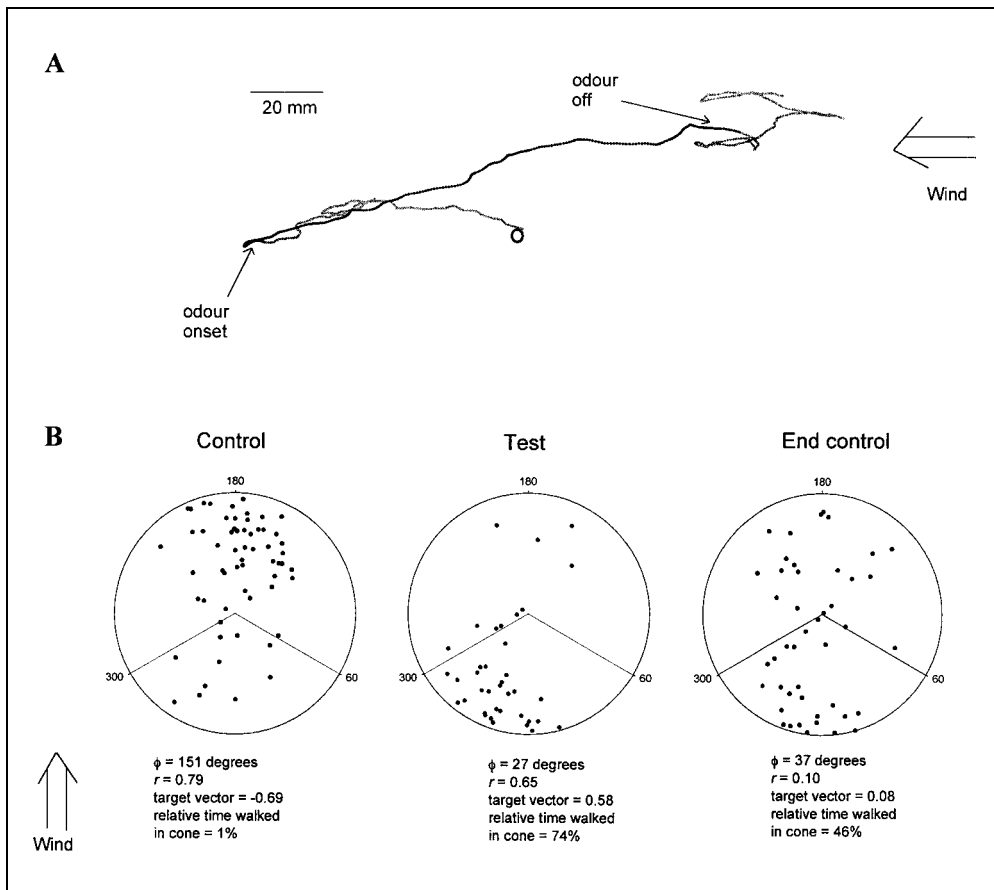 A
20 mm
odour
off
Wind
odour
onset
B
Control
Test
End control
180
180
180
300
60
300
60
300
60
ϕ = 151 degrees
r = 0.79
target vector = -0.69
relative time walked
in cone = 1%
ϕ = 27 degrees
r = 0.65
target vector = 0.58
relative time walked
in cone = 74%
ϕ = 37 degrees
r = 0.10
target vector = 0.08
relative time walked
in cone = 46%
Wind